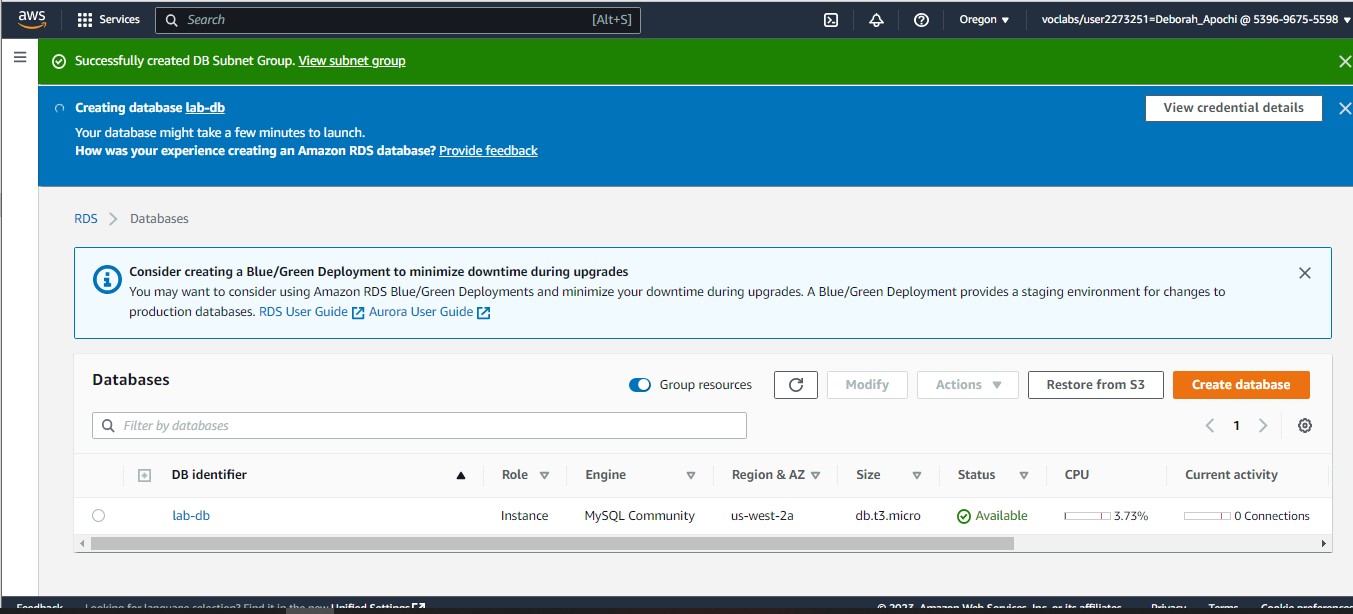 aws Services Search [Alt+S] Oregon voclabs/user2273251=Deborah_Apochi @ 5396-9675-5598
Successfully created DB Subnet Group. View subnet group
Creating database lab-db View credential details
Your database might take a few minutes to launch.
How was your experience creating an Amazon RDS database? Provide feedback
RDS Databases
Consider creating a Blue/Green Deployment to minimize downtime during upgrades
You may want to consider using Amazon RDS Blue/Green Deployments and minimize your downtime during upgrades. A Blue/Green Deployment provides a staging environment for changes to
production databases. RDS User Guide Aurora User Guide
Databases Group resources Modify Actions Restore from S3 Create database
Filter by databases 1
DB identifier Role Engine Region & AZ Size Status CPU Current activity
lab-db Instance MySQL Community us-west-2a db.t3.micro Available 3.73% 0 Connections
Feedback Looking for language selection? Find it in the new Unified Settings © 2023, Amazon Web Services, Inc. or its affiliates. Privacy Terms Cookie preferences